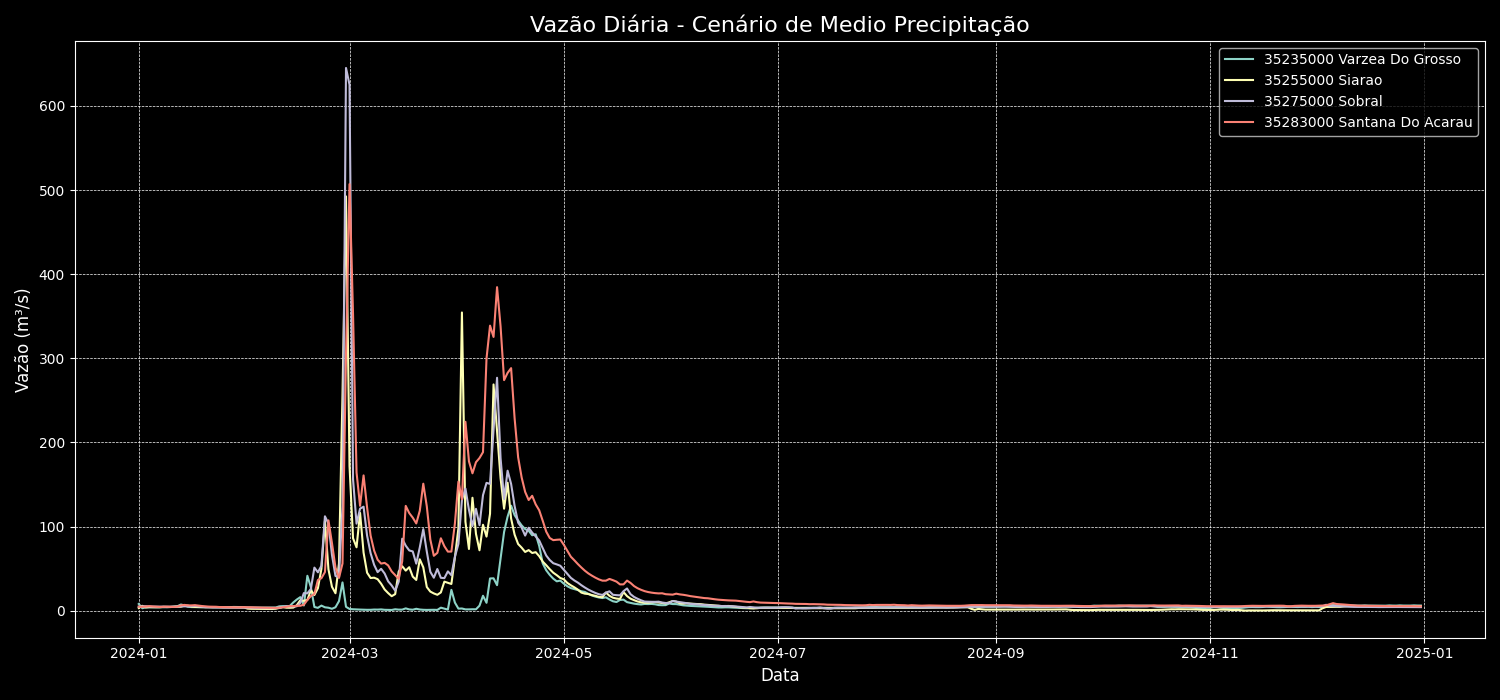 Vazão Diária - Cenário de Medio Precipitação
35235000 Varzea Do Grosso
35255000 Siarao
35275000 Sobral
35283000 Santana Do Acarau
Vazão (m³/s)
600
500
400
300
200
100
0
2024-01
2024-03
2024-05
2024-07
2024-09
2024-11
2025-01
Data